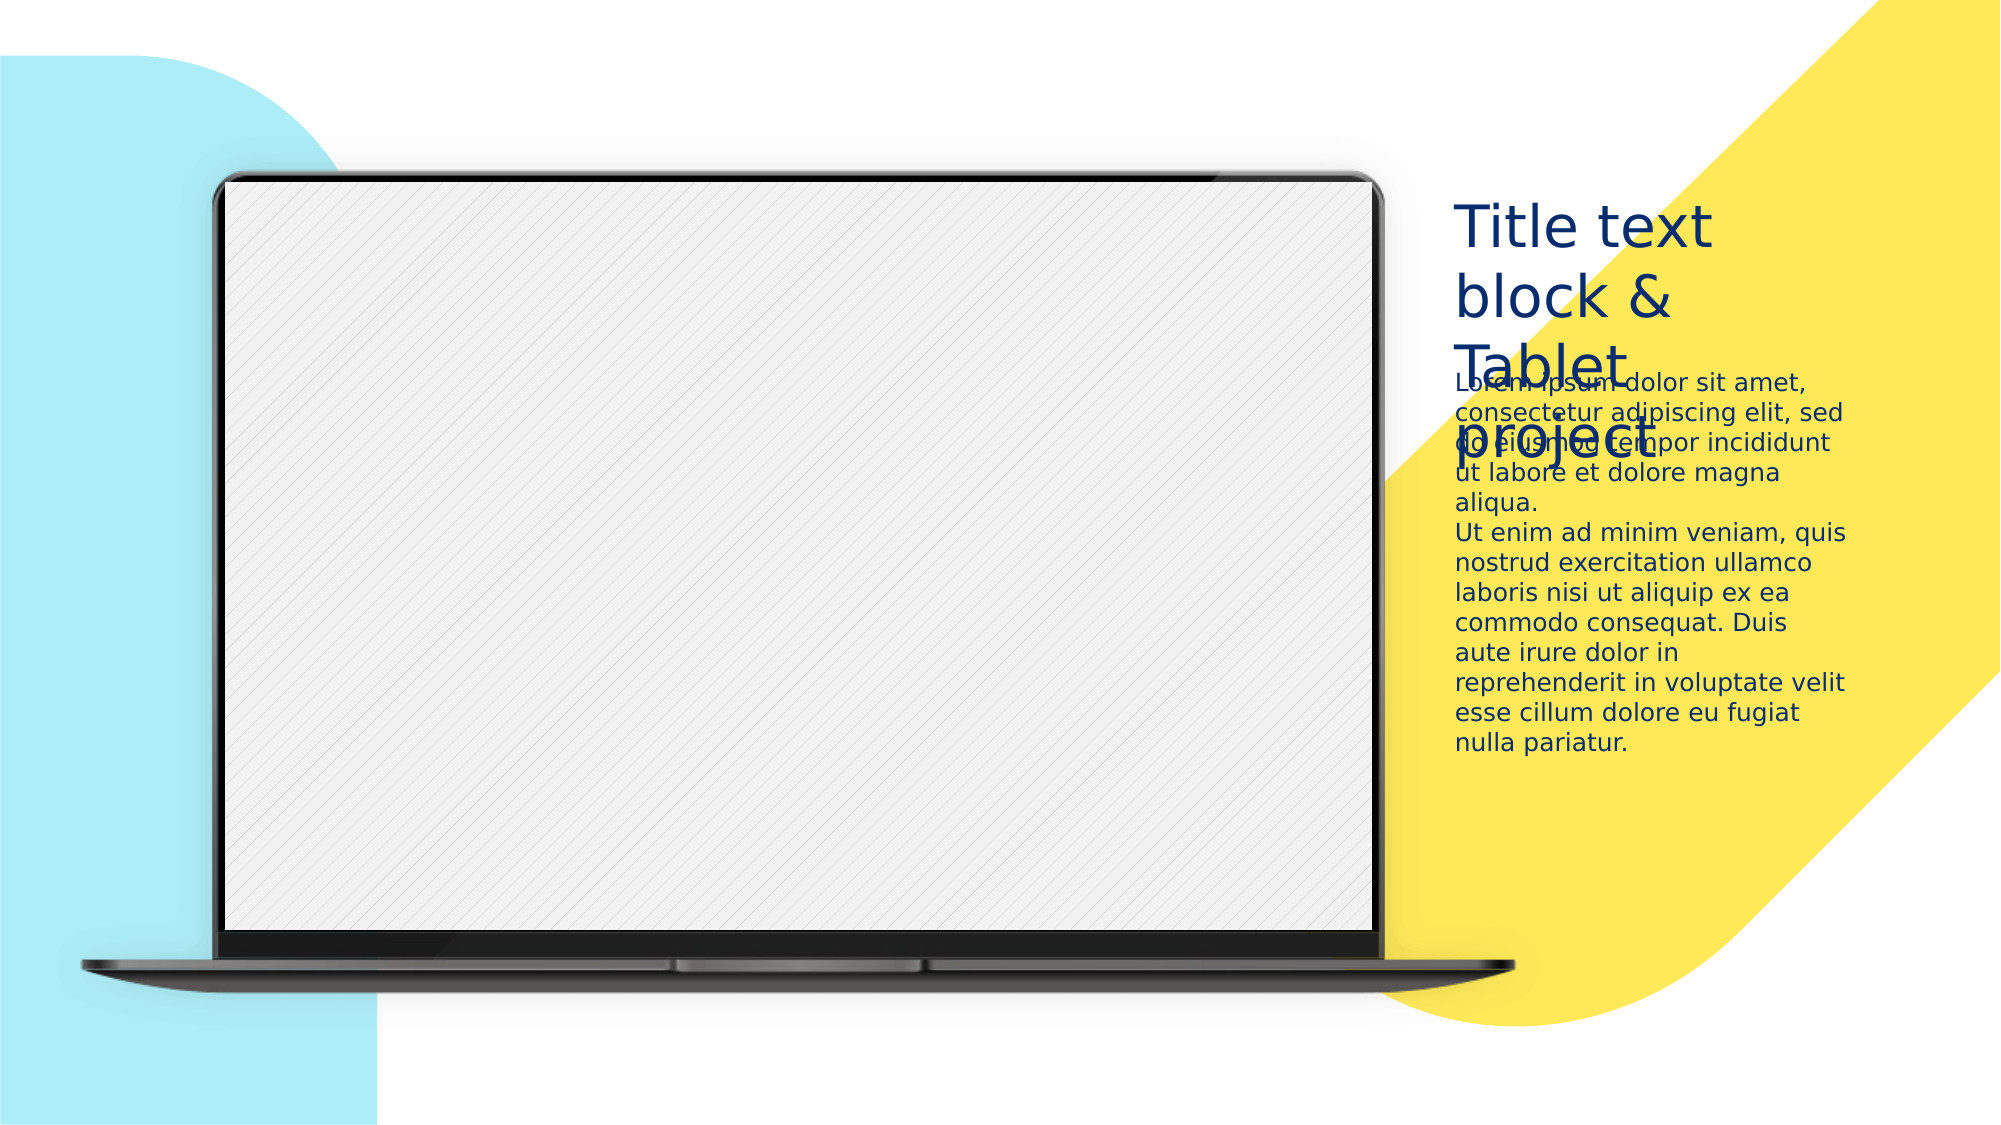 Title text
block &
Tablet
project
Lorem ipsum dolor sit amet,
consectetur adipiscing elit, sed
do eiusmod tempor incididunt
ut labore et dolore magna
aliqua.
Ut enim ad minim veniam, quis
nostrud exercitation ullamco
laboris nisi ut aliquip ex ea
commodo consequat. Duis
aute irure dolor in
reprehenderit in voluptate velit
esse cillum dolore eu fugiat
nulla pariatur.